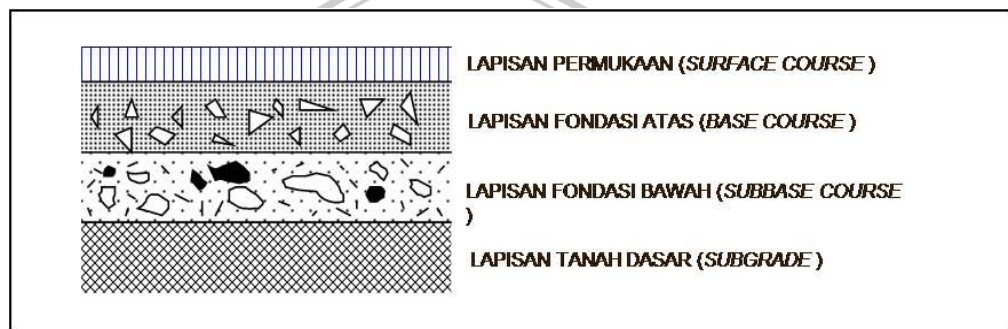 LAPISAN PERMUKAAN (SURFACE COURSE )
LAPISAN FONDASI ATAS (BASE COURSE )
LAPISAN FONDASI BAWAH (SUBBASE COURSE
)
LAPISAN TANAH DASAR (SUBGRADE )